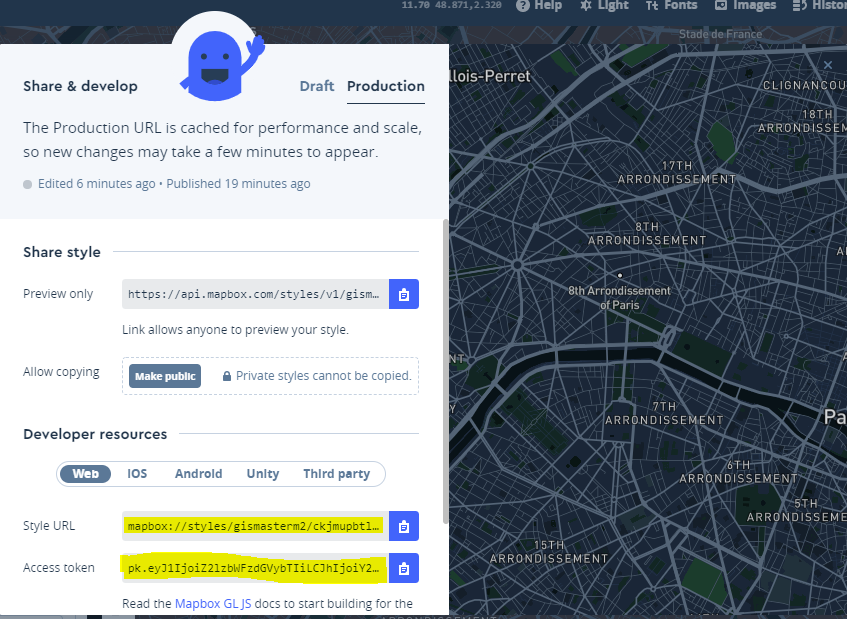 11.70 48.871,2.320 Help Light Fonts Images
Stade de France
Share & develop
Draft Production
The Production URL is cached for performance and scale,
so new changes may take a few minutes to appear.
Edited 6 minutes ago • Published 19 minutes ago
Share style
Preview only
https://api.mapbox.com/styles/v1/gism…
Link allows anyone to preview your style.
Allow copying
Make public
Private styles cannot be copied.
Developer resources
Web iOS Android Unity Third party
Style URL
mapbox://styles/gismasterm2/ckjmupbtl…
Access token
pk.eyJ1IjoiZ2lzbWFzdGVybTIiLCJhIjoiY2…
Read the Mapbox GL JS docs to start building for the
llois-Perret
CLIGNANCOU
18TH
ARRONDISSEM
17TH
ARRONDISSEMENT
8TH
ARRONDISSEMENT
8th Arrondissement
of Paris
NT
Y
7TH
ARRONDISSEMENT
Pa
6TH
ARRONDISSEMENT
5TH
ARRONDISSEM
15TH
ARRONDISSEMENT